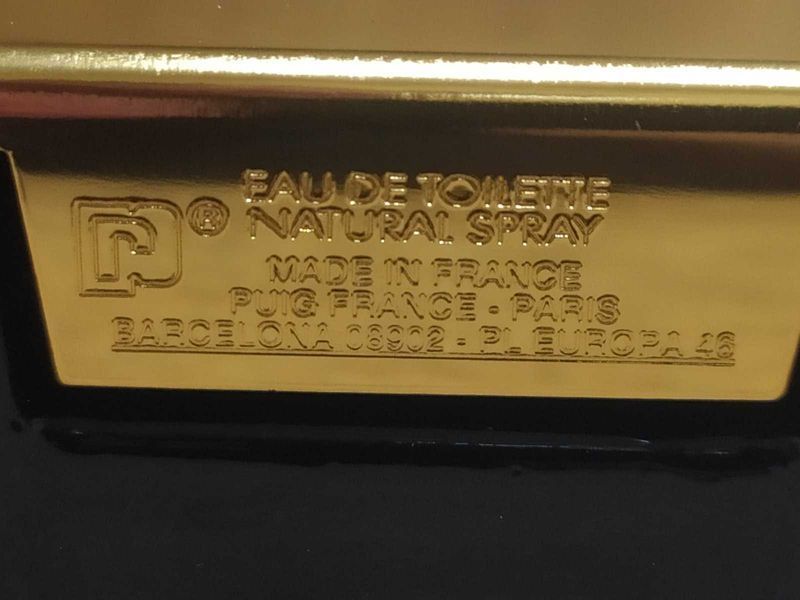 ®
EAU DE TOILETTE
NATURAL SPRAY
MADE IN FRANCE
PUIG FRANCE · PARIS
BARCELONA 08902 - PL EUROPA 46